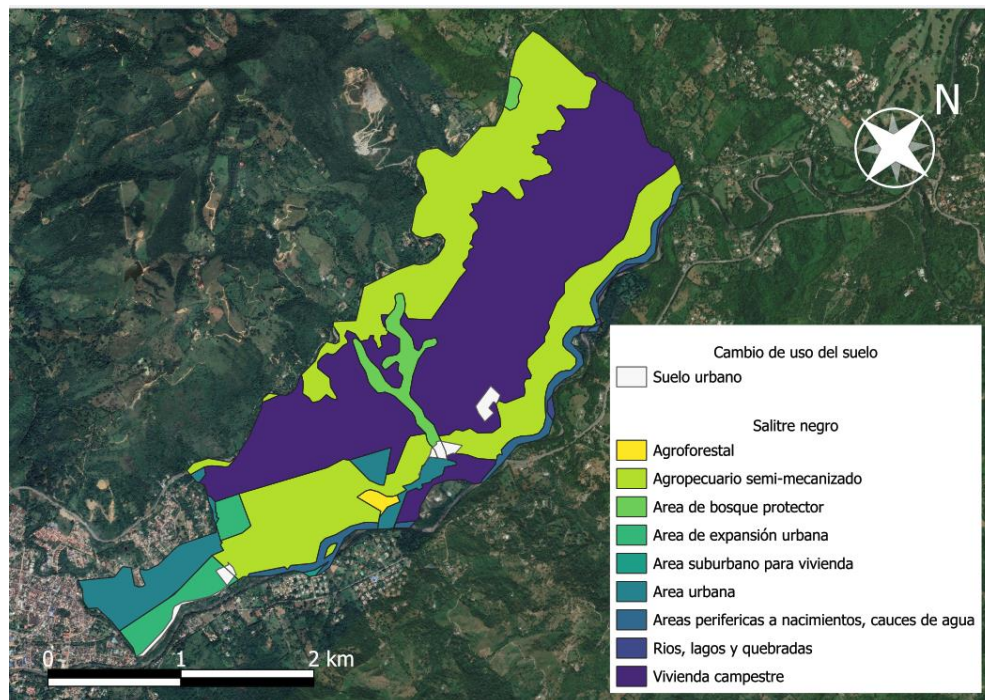 N
Cambio de uso del suelo
Suelo urbano
Salitre negro
Agroforestal
Agropecuario semi-mecanizado
Area de bosque protector
Area de expansión urbana
Area suburbano para vivienda
Area urbana
Areas perifericas a nacimientos, cauces de agua
Rios, lagos y quebradas
Vivienda campestre
0 1 2 km